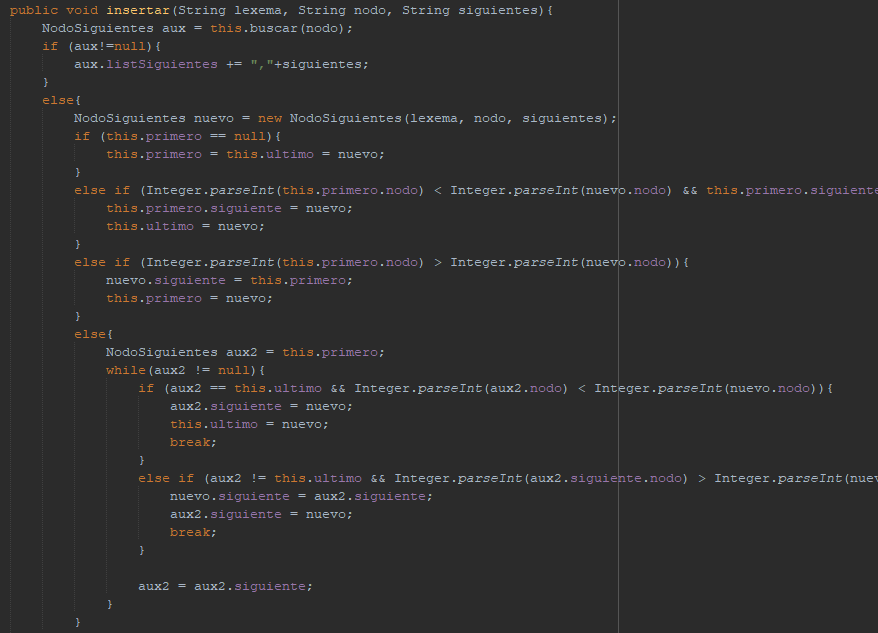 public void insertar(String lexema, String nodo, String siguientes){
    NodoSiguientes aux = this.buscar(nodo);
    if (aux!=null){
        aux.listSiguientes += ","+siguientes;
    }
    else{
        NodoSiguientes nuevo = new NodoSiguientes(lexema, nodo, siguientes);
        if (this.primero == null){
            this.primero = this.ultimo = nuevo;
        }
        else if (Integer.parseInt(this.primero.nodo) < Integer.parseInt(nuevo.nodo) && this.primero.siguiente
            this.primero.siguiente = nuevo;
            this.ultimo = nuevo;
        }
        else if (Integer.parseInt(this.primero.nodo) > Integer.parseInt(nuevo.nodo)){
            nuevo.siguiente = this.primero;
            this.primero = nuevo;
        }
        else{
            NodoSiguientes aux2 = this.primero;
            while(aux2 != null){
                if (aux2 == this.ultimo && Integer.parseInt(aux2.nodo) < Integer.parseInt(nuevo.nodo)){
                    aux2.siguiente = nuevo;
                    this.ultimo = nuevo;
                    break;
                }
                else if (aux2 != this.ultimo && Integer.parseInt(aux2.siguiente.nodo) > Integer.parseInt(nuev
                    nuevo.siguiente = aux2.siguiente;
                    aux2.siguiente = nuevo;
                    break;
                }
                aux2 = aux2.siguiente;
            }
        }